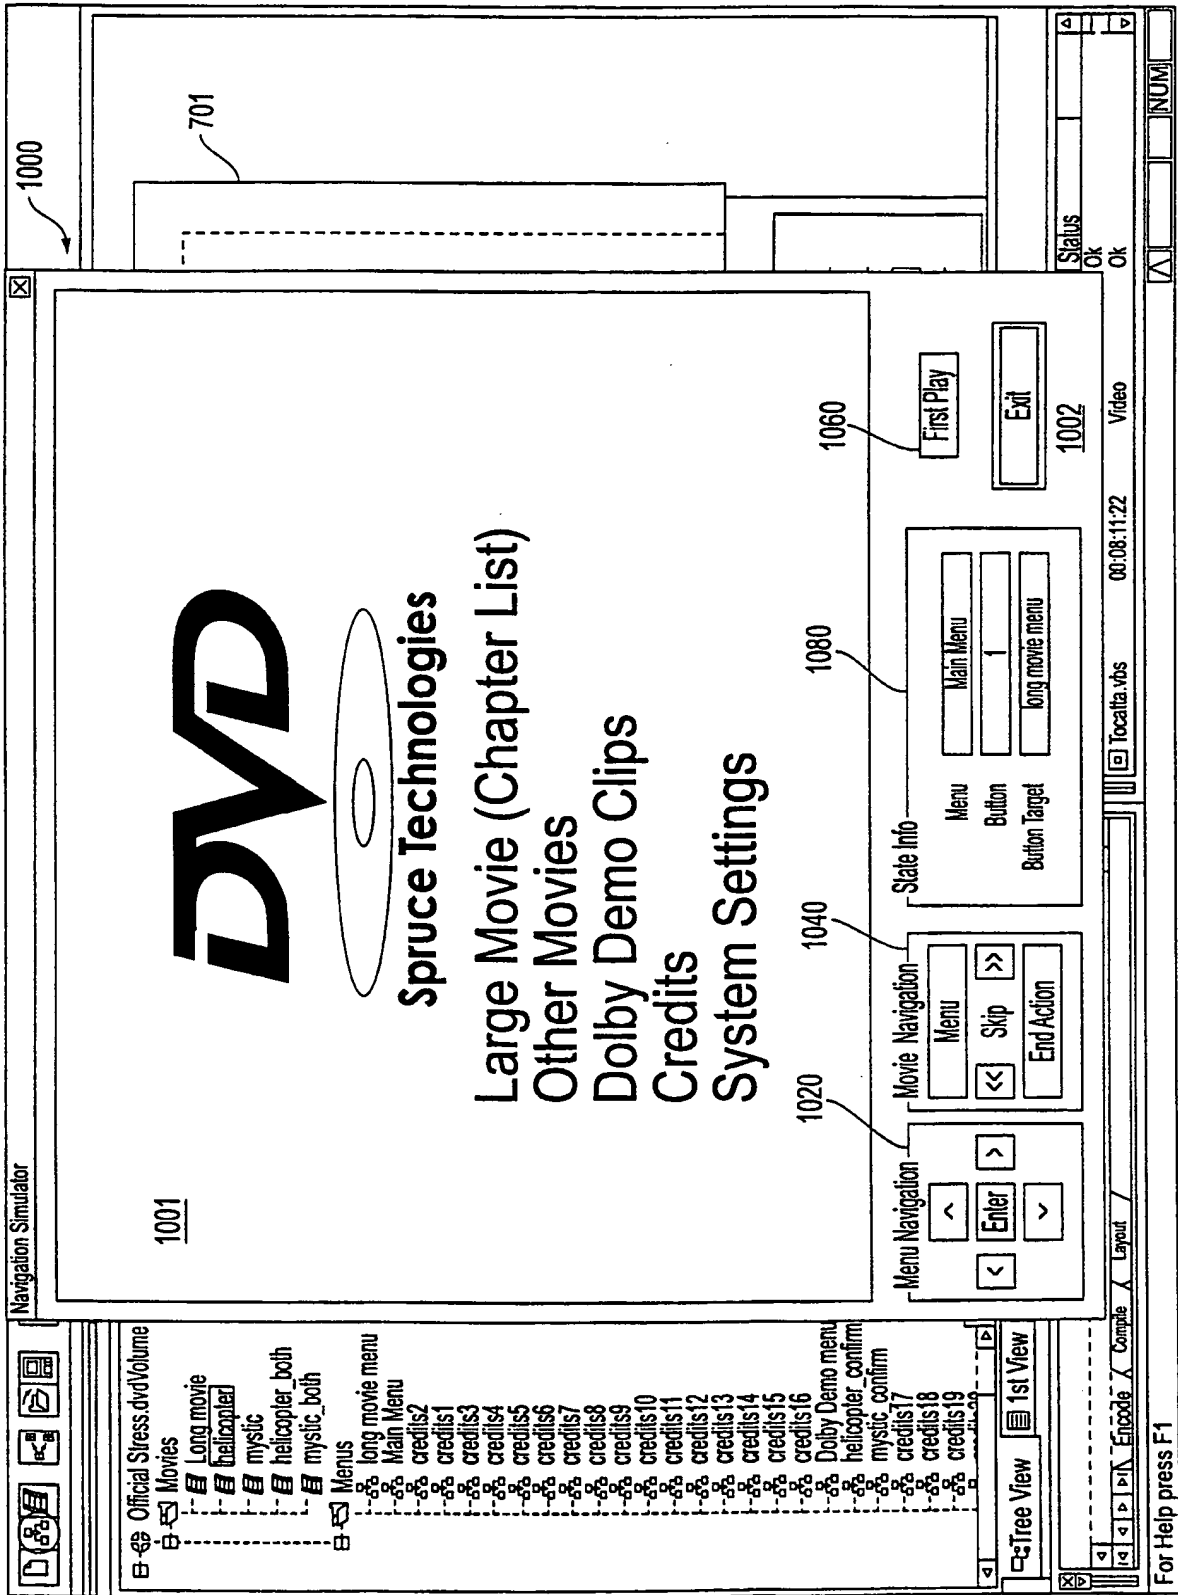 1000
701
Navigation Simulator
Official Stress.dvdVolume
Movies
Long movie
helicopter
mystic
helicopter_both
mystic_both
Menus
long movie menu
Main Menu
credits2
credits1
credits3
credits4
credits5
credits6
credits7
credits8
credits9
credits10
credits11
credits12
credits13
credits14
credits15
credits16
Dolby Demo menu
helicopter_confirm
mystic_confirm
credits17
credits18
credits19
Tree View
1st View
1001
DVD
Spruce Technologies
Large Movie (Chapter List)
Other Movies
Dolby Demo Clips
Credits
System Settings
1020
1040
1080
1060
Menu Navigation
<
^
Enter
v
>
Movie Navigation
Menu
<< Skip >>
End Action
State Info
Menu Main Menu
Button 1
Button Target long movie menu
First Play
Exit
1002
Status
Ok
Ok
Tocatta.vbs 00:08:11:22 Video
Encode Compile Layout
For Help press F1
NUM